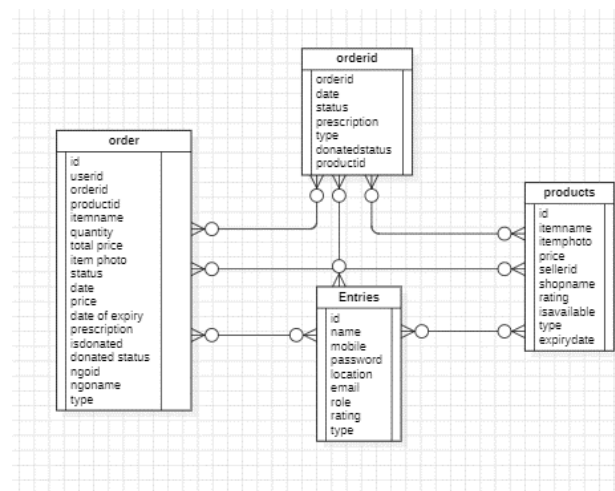 orderid
orderid
date
status
prescription
type
donatedstatus
productid
order
id
userid
orderid
productid
itemname
quantity
total price
item photo
status
date
price
date of expiry
prescription
isdonated
donated status
ngoid
ngoname
type
products
id
itemname
itemphoto
price
sellerid
shopname
rating
isavailable
type
expirydate
Entries
id
name
mobile
password
location
email
role
rating
type